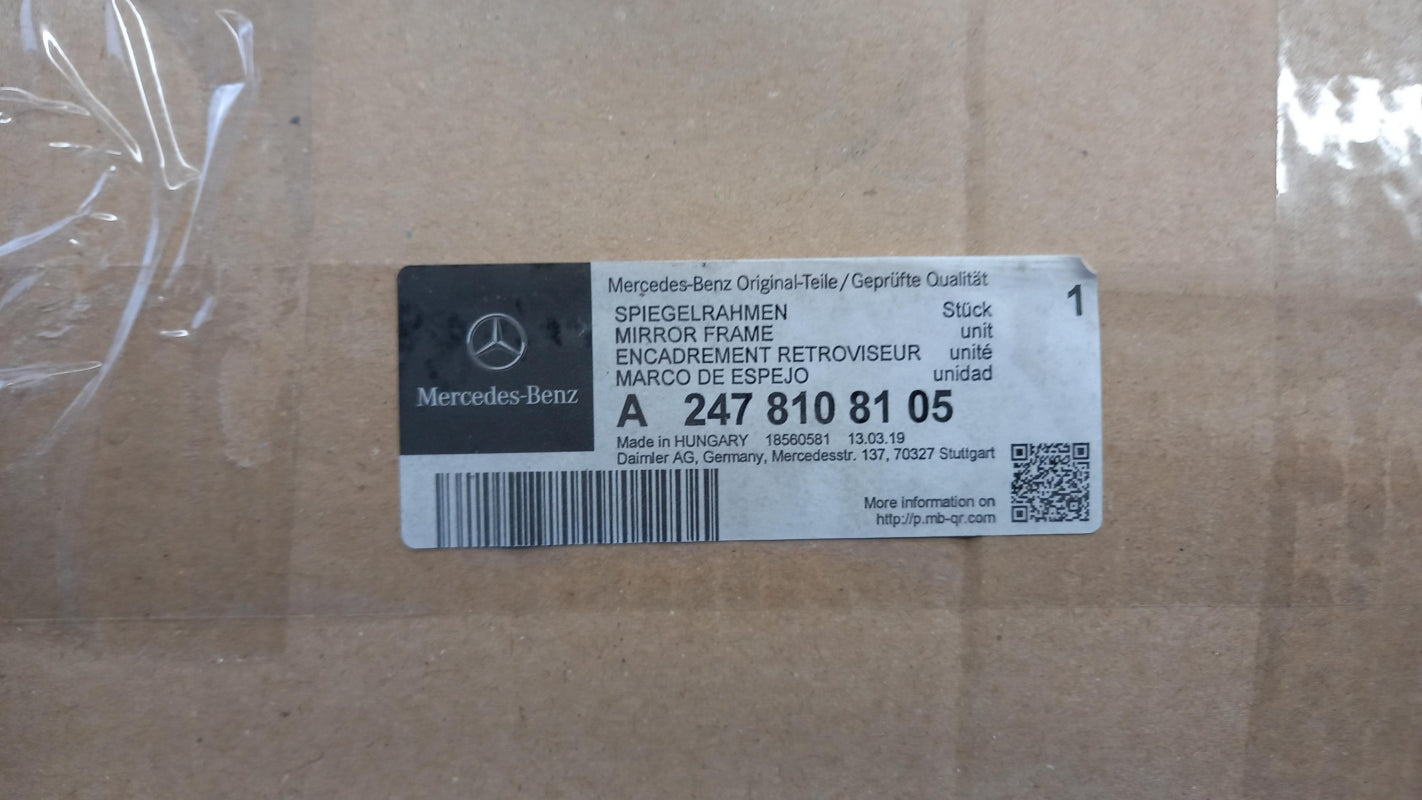 Mercedes-Benz
Mercedes-Benz Original-Teile/Geprüfte Qualität
SPIEGELRAHMEN Stück 1
MIRROR FRAME unit
ENCADREMENT RETROVISEUR unité
MARCO DE ESPEJO unidad
A 247 810 81 05
Made in HUNGARY 18560581 13.03.19
Daimler AG, Germany, Mercedesstr. 137, 70327 Stuttgart
More information on
http://p.mb-qr.com